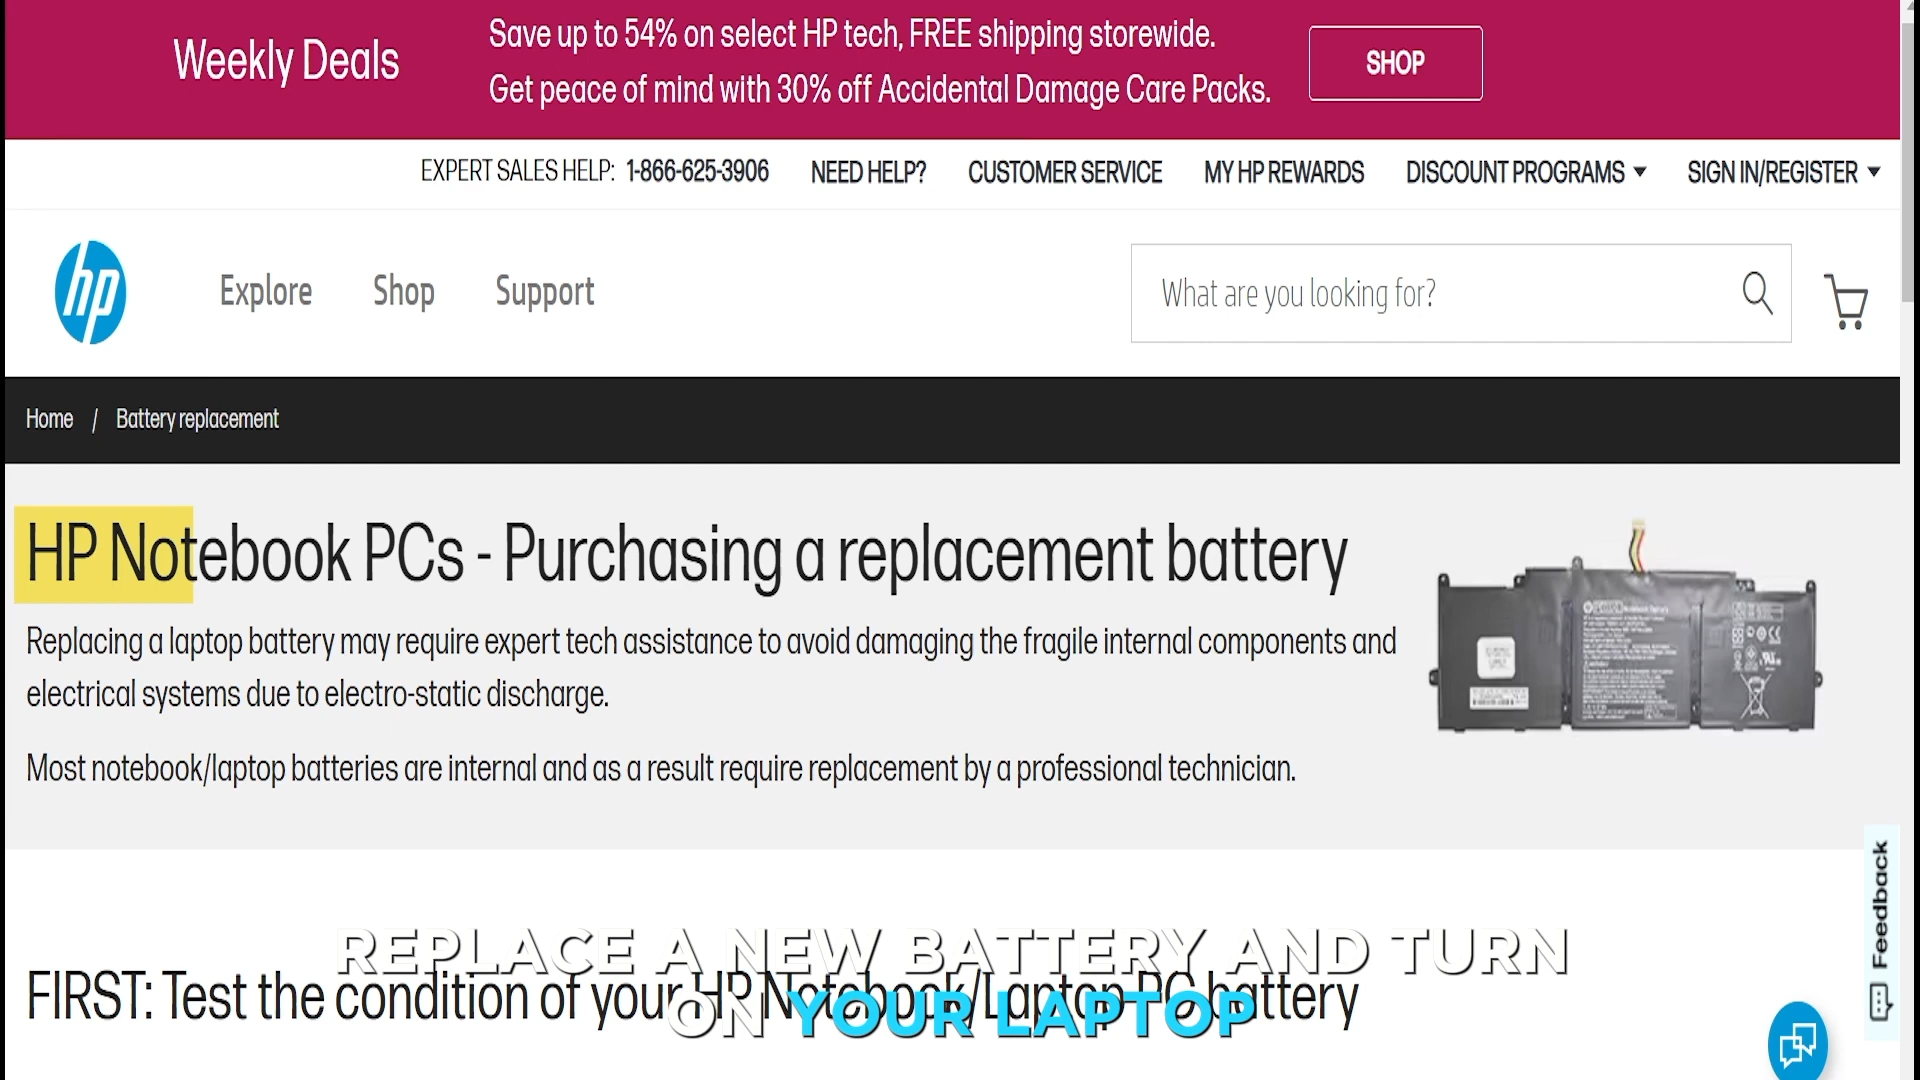 Weekly Deals
Save up to 54% on select HP tech, FREE shipping storewide.
Get peace of mind with 30% off Accidental Damage Care Packs.
SHOP
EXPERT SALES HELP: 1-866-625-3906 NEED HELP? CUSTOMER SERVICE MY HP REWARDS DISCOUNT PROGRAMS SIGN IN/REGISTER
hp
Explore Shop Support
What are you looking for?
Home / Battery replacement
HP Notebook PCs - Purchasing a replacement battery
Replacing a laptop battery may require expert tech assistance to avoid damaging the fragile internal components and
electrical systems due to electro-static discharge.
Most notebook/laptop batteries are internal and as a result require replacement by a professional technician.
Feedback
FIRST: Test the condition of your HP Notebook/Laptop PC battery
REPLACE A NEW BATTERY AND TURN
ON YOUR LAPTOP